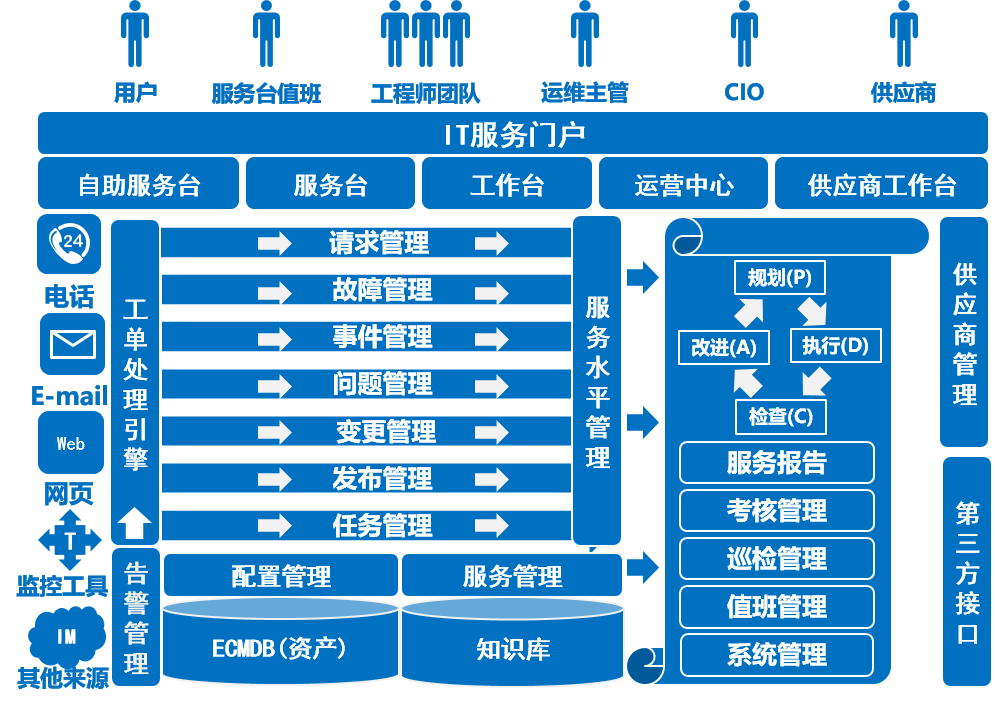 用户
服务台值班
工程师团队
运维主管
CIO
供应商
IT服务门户
自助服务台
服务台
工作台
运营中心
供应商工作台
24
电话
E-mail
Web
网页
T
监控工具
IM
其他来源
工单处理引擎
告警管理
请求管理
故障管理
事件管理
问题管理
变更管理
发布管理
任务管理
配置管理
服务管理
ECMDB(资产)
知识库
服务水平管理
规划(P)
改进(A)
执行(D)
检查(C)
服务报告
考核管理
巡检管理
值班管理
系统管理
供应商管理
第三方接口